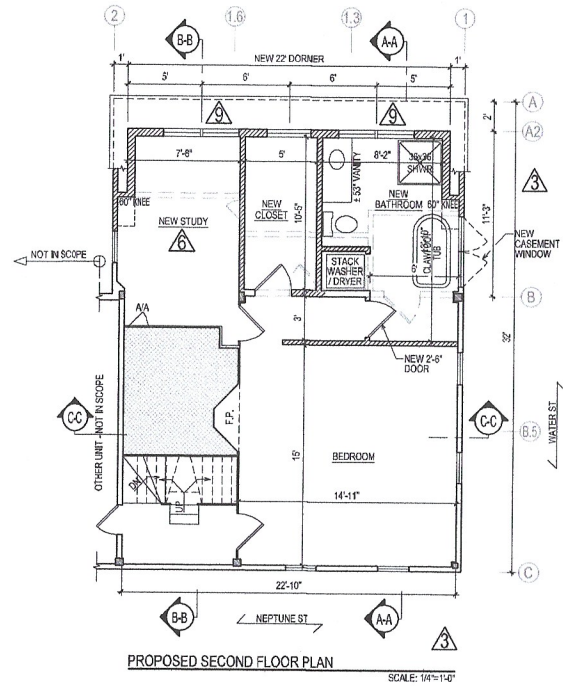 2
1.6
1.3
1
B-B
A-A
1'
NEW 22' DORNER
1'
5'
6'
6'
5'
A
2'
9
9
A2
7'-8"
5'
8'-2"
36x36
SHWR
± 53" VANITY
3
60" KNEE
NEW
BATHROOM
60" KNEE
NEW
CLOSET
10'-5"
11'-3"
NEW STUDY
6
CLAWFOOT
TUB
NEW
CASEMENT
WINDOW
NOT IN SCOPE
STACK
WASHER
/ DRYER
6'
B
A/A
3'
32'
NEW 2'-6"
DOOR
C-C
F.P.
C-C
B.5
OTHER UNIT -NOT IN SCOPE
WATER ST
15'
BEDROOM
DN
UP
14'-11"
C
22'-10"
B-B
NEPTUNE ST
A-A
3
PROPOSED SECOND FLOOR PLAN
SCALE: 1/4"=1'-0"